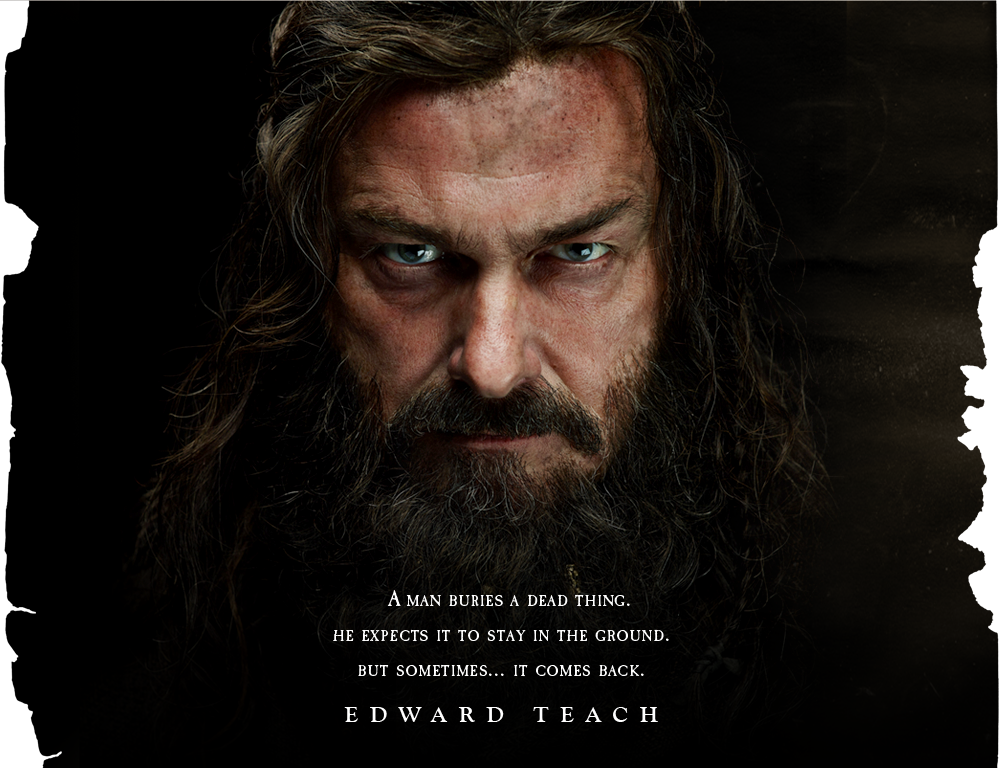 A man buries a dead thing.
he expects it to stay in the ground.
but sometimes... it comes back.
EDWARD TEACH